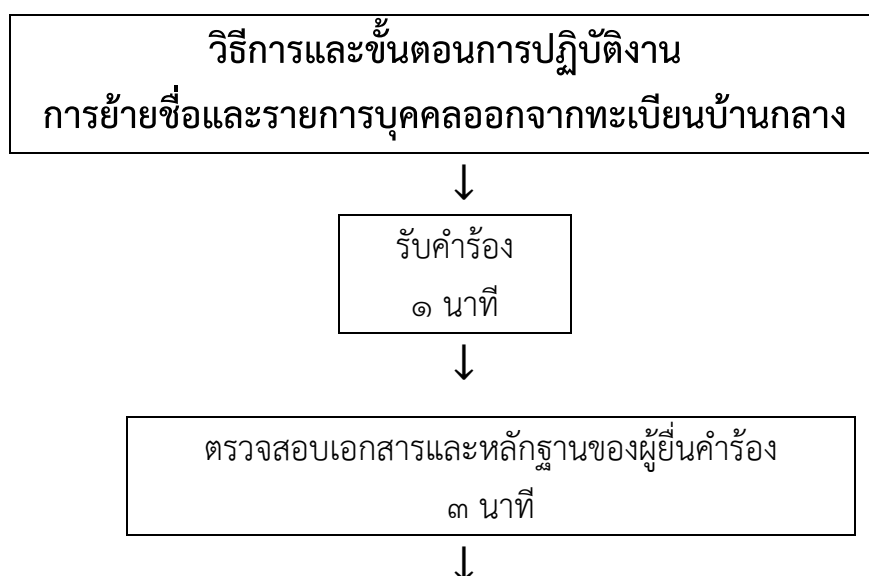 วิธีการและขั้นตอนการปฏิบัติงาน
การย้ายชื่อและรายการบุคคลออกจากทะเบียนบ้านกลาง
↓
รับคำร้อง
๑ นาที
↓
ตรวจสอบเอกสารและหลักฐานของผู้ยื่นคำร้อง
๓ นาที
↓